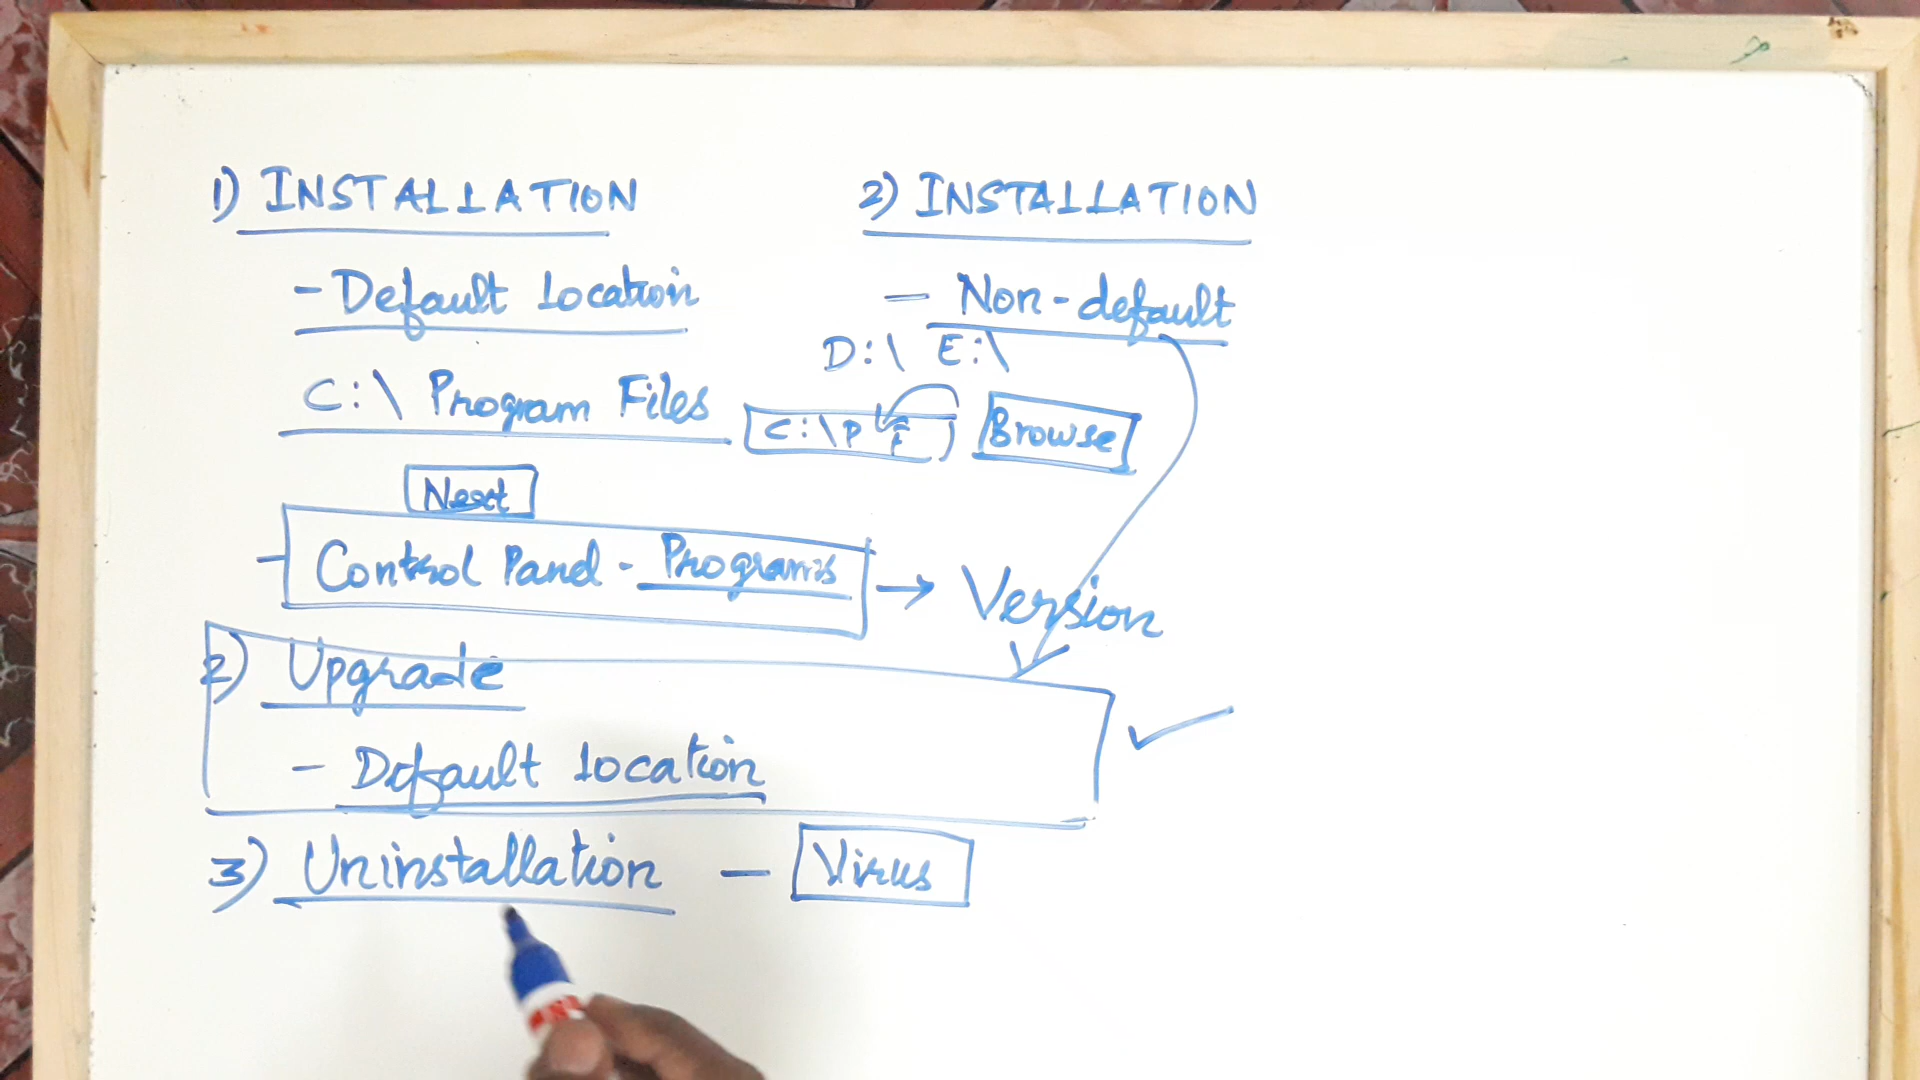 1) INSTALLATION
- Default Location
C:\ Program Files
Next
- Control Panel - Programs → Version
2) INSTALLATION
- Non-default
D:\ E:\
C:\P F
Browse
2) Upgrade
- Default location
3) Uninstallation - Virus